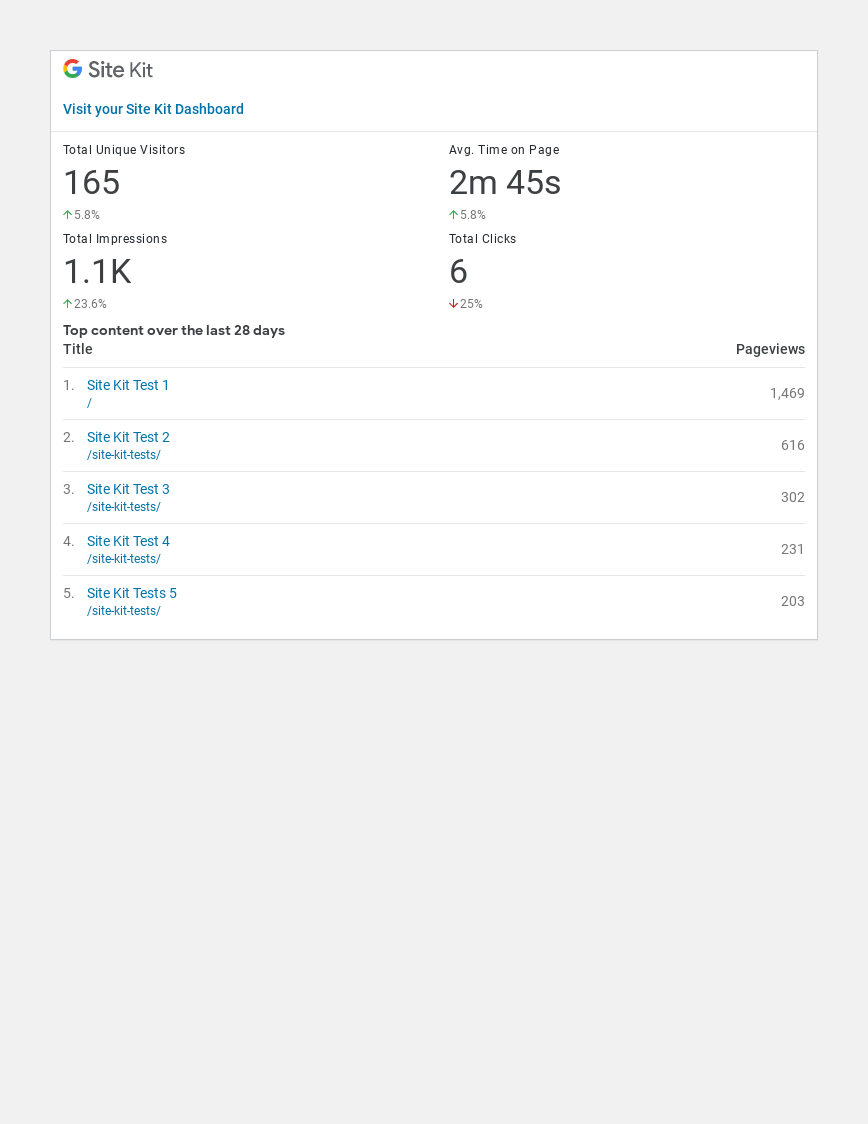 Site Kit
Visit your Site Kit Dashboard
Total Unique Visitors
165
5.8%
Avg. Time on Page
2m 45s
5.8%
Total Impressions
1.1K
23.6%
Total Clicks
6
25%
Top content over the last 28 days
Title Pageviews
1. Site Kit Test 1
/
1,469
2. Site Kit Test 2
/site-kit-tests/
616
3. Site Kit Test 3
/site-kit-tests/
302
4. Site Kit Test 4
/site-kit-tests/
231
5. Site Kit Tests 5
/site-kit-tests/
203